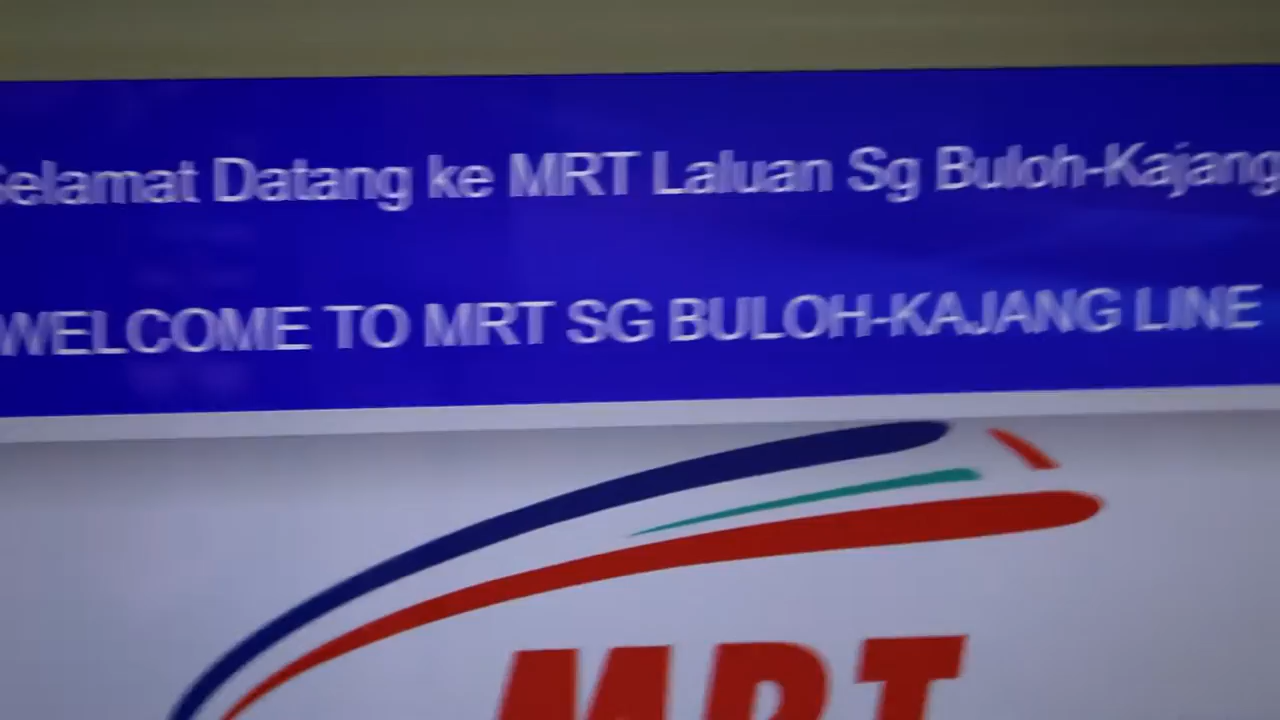 Selamat Datang ke MRT Laluan Sg Buloh-Kajang
WELCOME TO MRT SG BULOH-KAJANG LINE
MRT